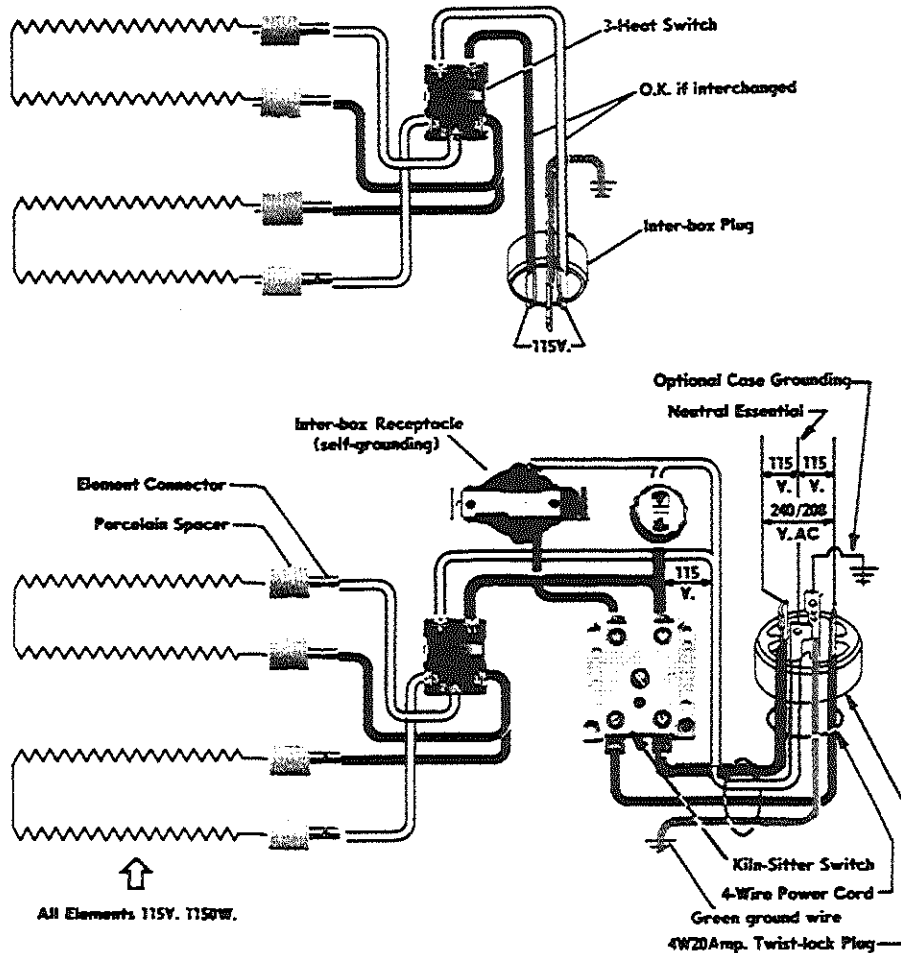 3-Heat Switch
O.K. if interchanged
Inter-box Plug
115V.
Optional Case Grounding
Neutral Essential
Inter-box Receptacle
(self-grounding)
115 115
V. V.
240/208
V. AC
Element Connector
Porcelain Spacer
115
V.
Kiln-Sitter Switch
4-Wire Power Cord
Green ground wire
4W20Amp. Twist-lock Plug
All Elements 115V. 1150W.